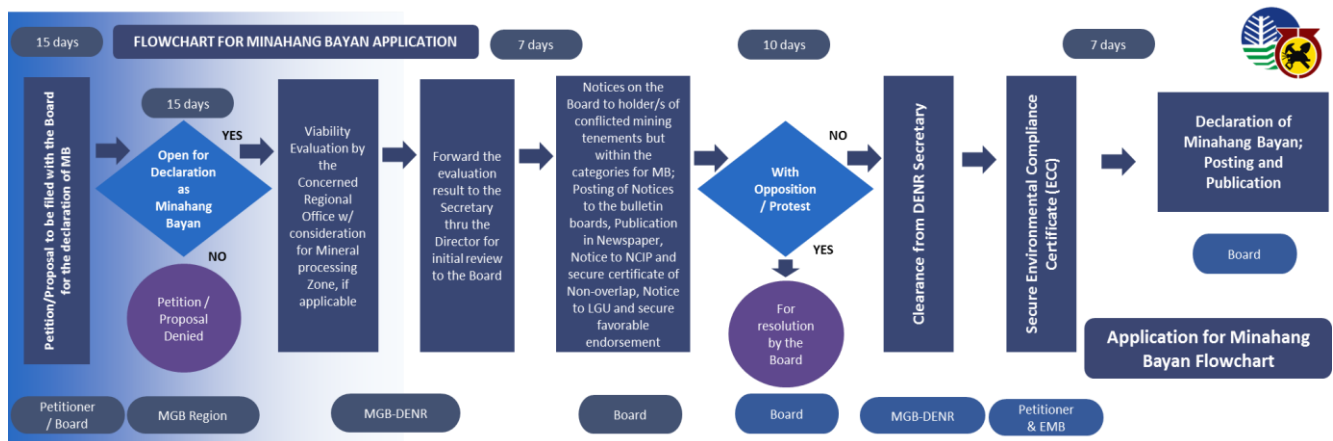 15 days
FLOWCHART FOR MINAHANG BAYAN APPLICATION
7 days
10 days
7 days
Petition/Proposal to be filed with the Board
for the declaration of MB
15 days
YES
Open for
Declaration
as
Minahang
Bayan
NO
Petition /
Proposal
Denied
Viability
Evaluation by
the
Concerned
Regional
Office w/
consideration
for Mineral
processing
Zone, if
applicable
Forward the
evaluation
result to the
Secretary
thru the
Director for
initial review
to the Board
Notices on the
Board to holder/s of
conflicted mining
tenements but
within the
categories for MB;
Posting of Notices
to the bulletin
boards, Publication
in Newspaper,
Notice to NCIP and
secure certificate of
Non-overlap, Notice
to LGU and secure
favorable
endorsement
With
Opposition
/ Protest
NO
YES
For
resolution
by the
Board
Clearance from DENR Secretary
Secure Environmental Compliance
Certificate (ECC)
Declaration of
Minahang Bayan;
Posting and
Publication
Board
Application for Minahang
Bayan Flowchart
Petitioner
/ Board
MGB Region
MGB-DENR
Board
Board
MGB-DENR
Petitioner
& EMB